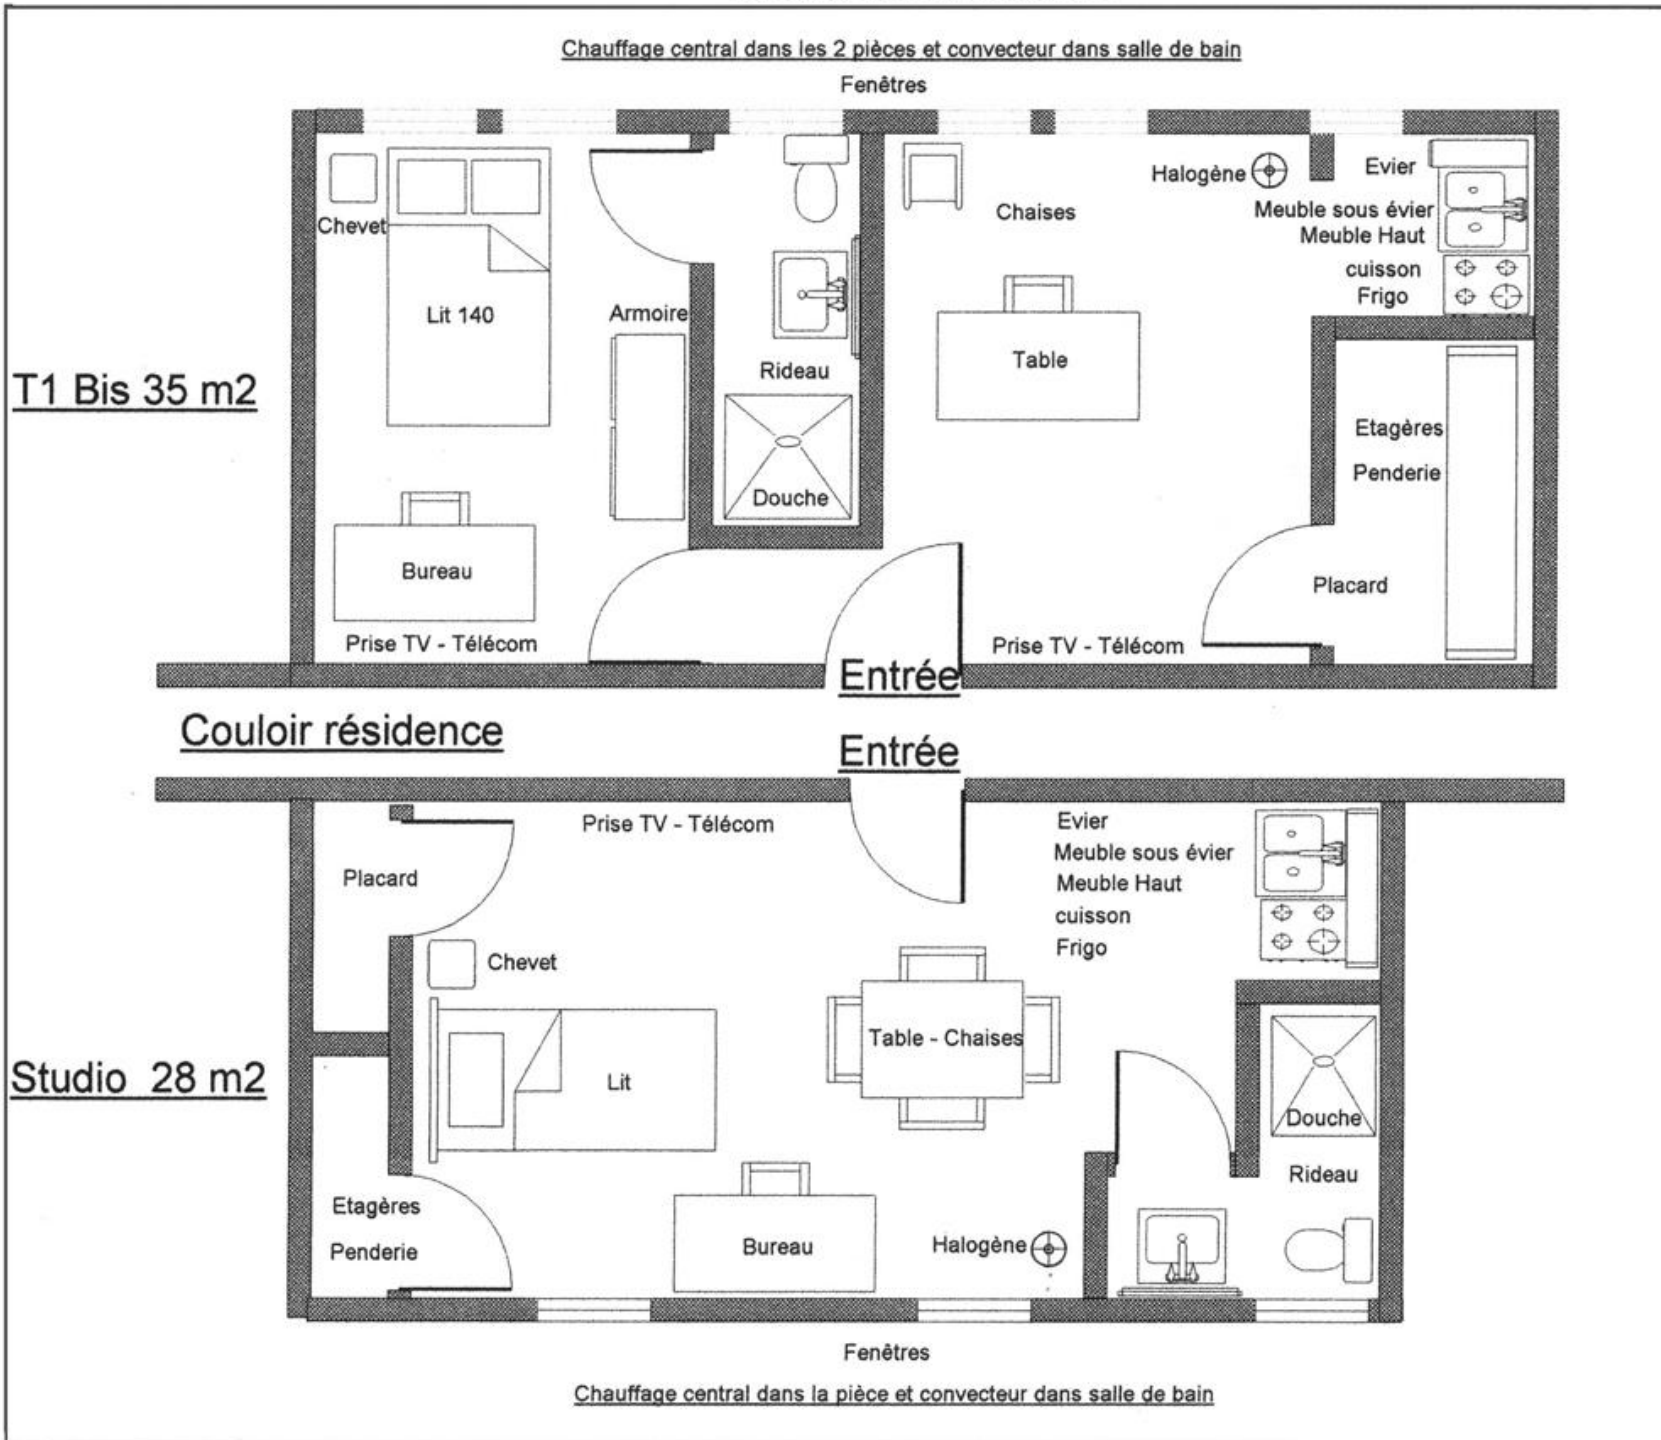 Chauffage central dans les 2 pièces et convecteur dans salle de bain
Fenêtres
Halogène
Evier
Chaises
Meuble sous évier
Meuble Haut
Chevet
cuisson
Frigo
Lit 140
Armoire
Table
Rideau
T1 Bis 35 m2
Etagères
Penderie
Douche
Bureau
Placard
Prise TV - Télécom
Prise TV - Télécom
Entrée
Couloir résidence
Entrée
Prise TV - Télécom
Evier
Meuble sous évier
Meuble Haut
cuisson
Frigo
Placard
Chevet
Table - Chaises
Studio 28 m2
Lit
Douche
Rideau
Etagères
Penderie
Bureau
Halogène
Fenêtres
Chauffage central dans la pièce et convecteur dans salle de bain